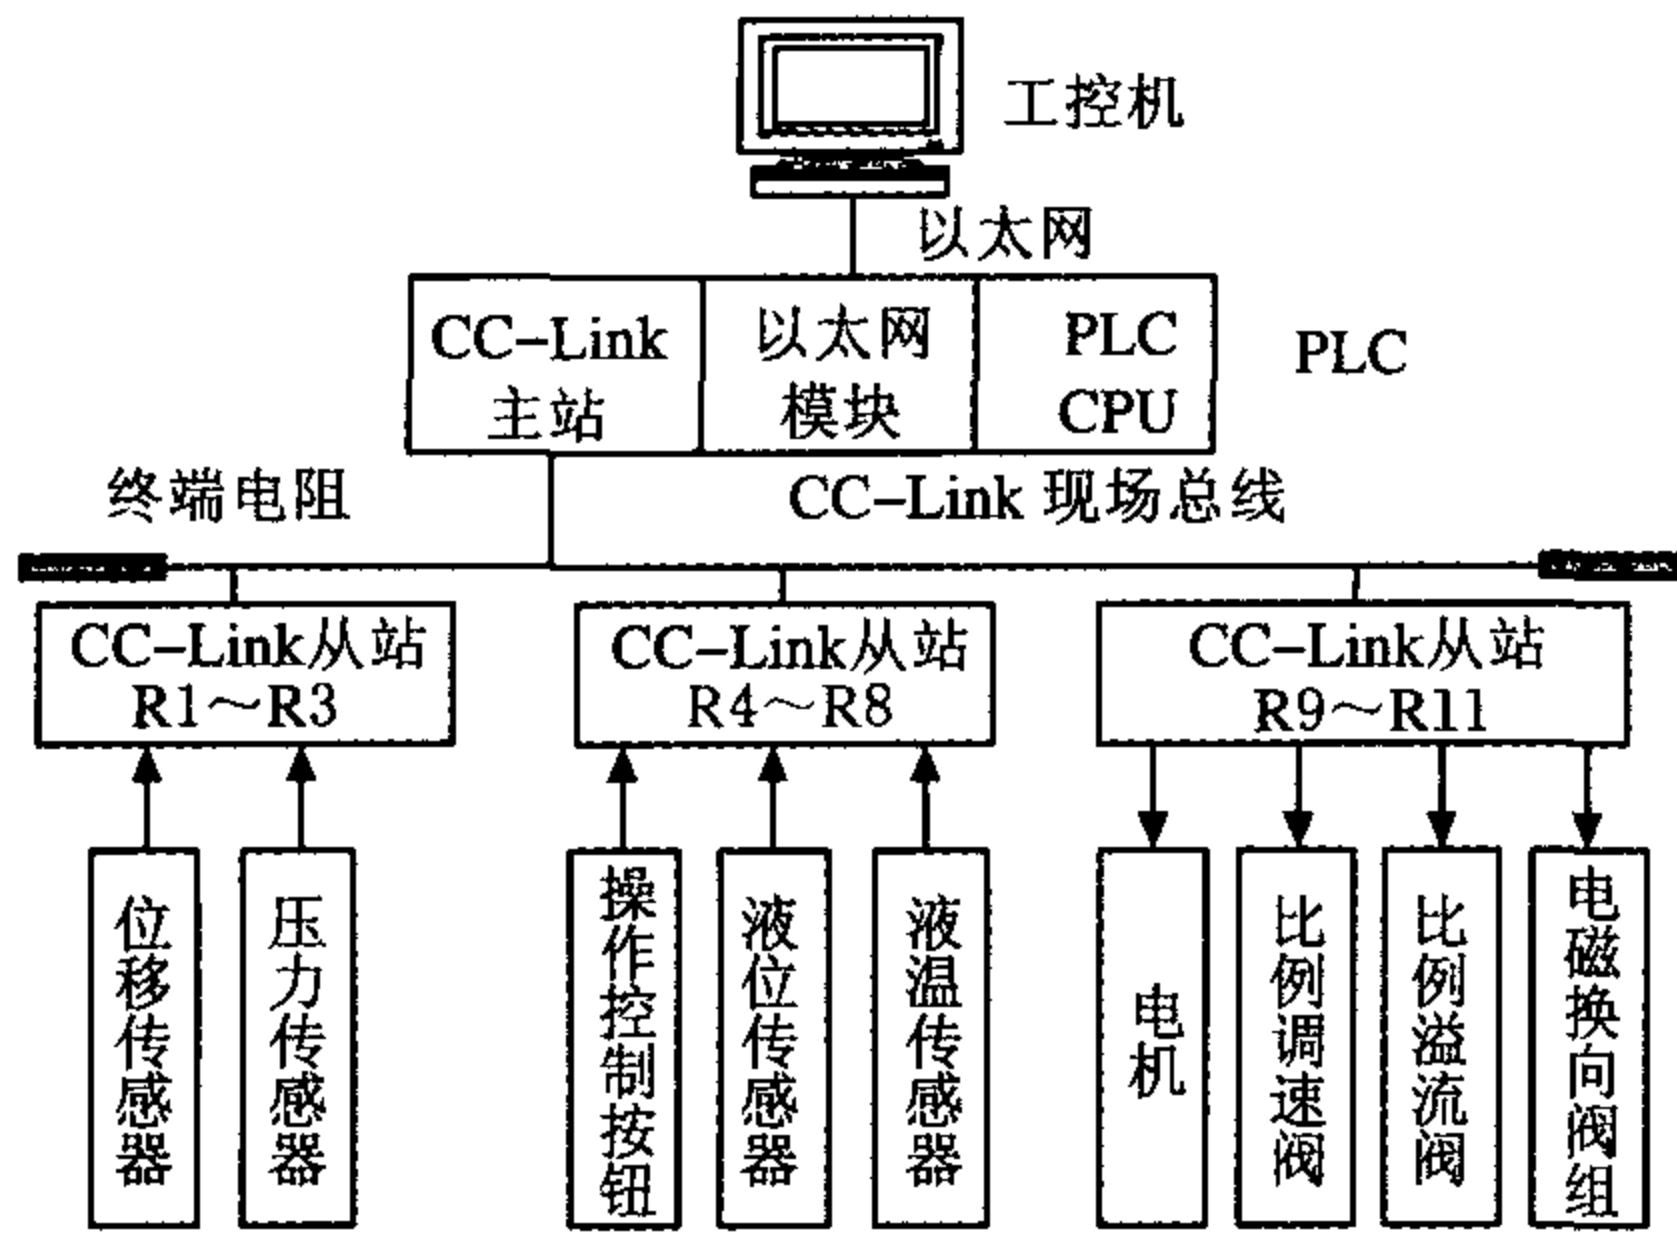 工控机
以太网
CC-Link
主站
以太网
模块
PLC
CPU
PLC
终端电阻
CC-Link 现场总线
CC-Link从站
R1～R3
CC-Link从站
R4～R8
CC-Link从站
R9～R11
位移传感器
压力传感器
操作控制按钮
液位传感器
液温传感器
电机
比例调速阀
比例溢流阀
电磁换向阀组